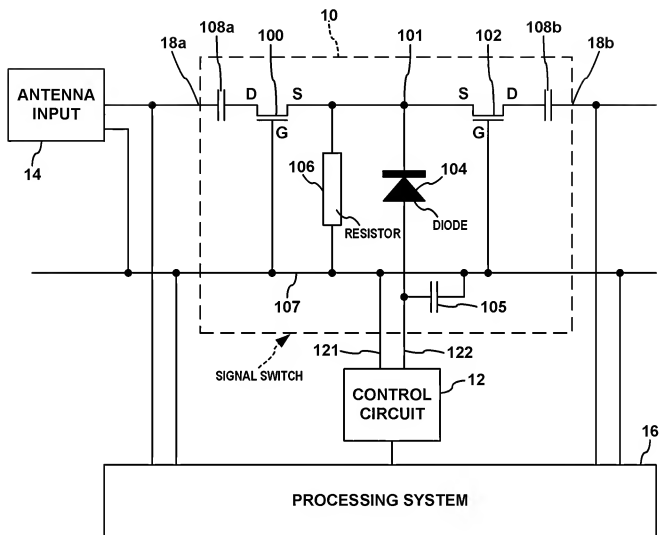 10
108a
100
101
102
108b
18a
18b
ANTENNA
INPUT
D
S
S
D
G
G
14
106
104
RESISTOR
DIODE
107
105
121
122
SIGNAL SWITCH
CONTROL
CIRCUIT
12
16
PROCESSING SYSTEM